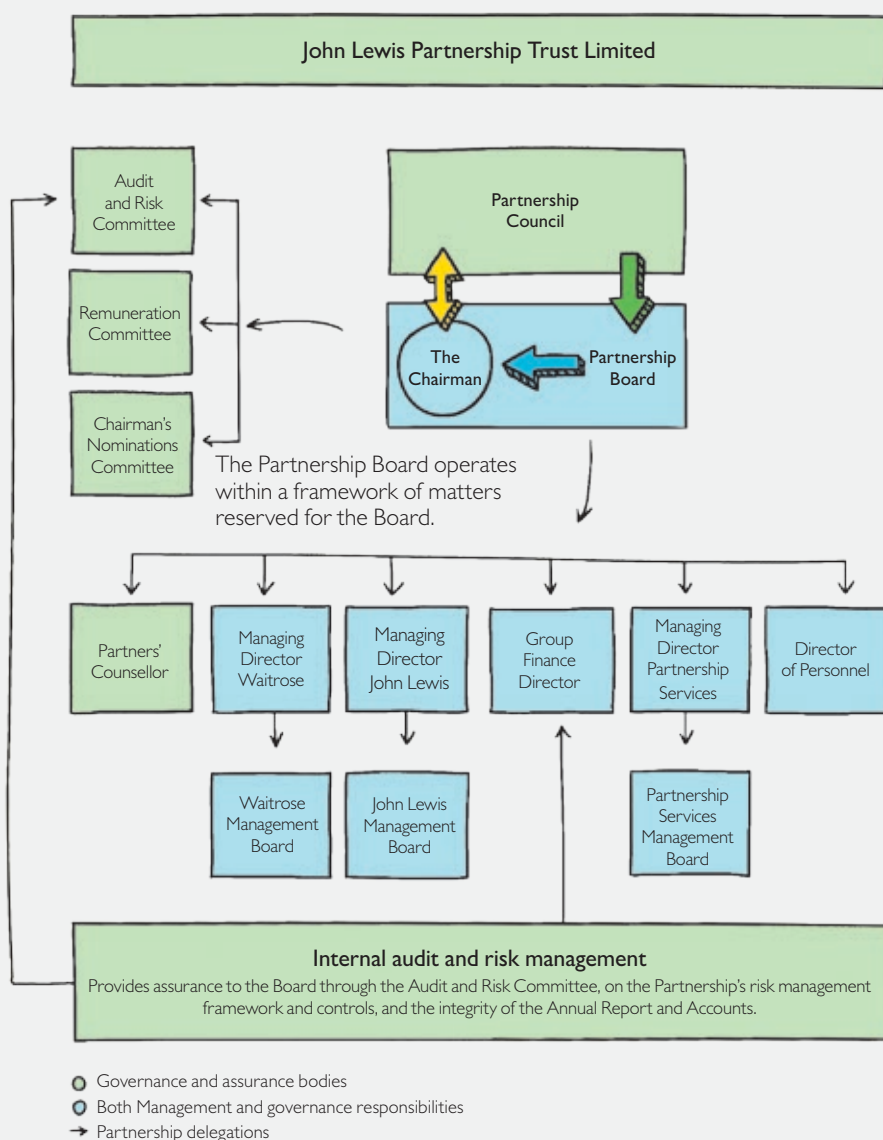 John Lewis Partnership Trust Limited
Audit
and Risk
Committee
Partnership
Council
Remuneration
Committee
The
Chairman
Partnership
Board
Chairman's
Nominations
Committee
The Partnership Board operates
within a framework of matters
reserved for the Board.
Partners'
Counsellor
Managing
Director
Waitrose
Managing
Director
John Lewis
Group
Finance
Director
Managing
Director
Partnership
Services
Director
of Personnel
Waitrose
Management
Board
John Lewis
Management
Board
Partnership
Services
Management
Board
Internal audit and risk management
Provides assurance to the Board through the Audit and Risk Committee, on the Partnership's risk management
framework and controls, and the integrity of the Annual Report and Accounts.
Governance and assurance bodies
Both Management and governance responsibilities
Partnership delegations